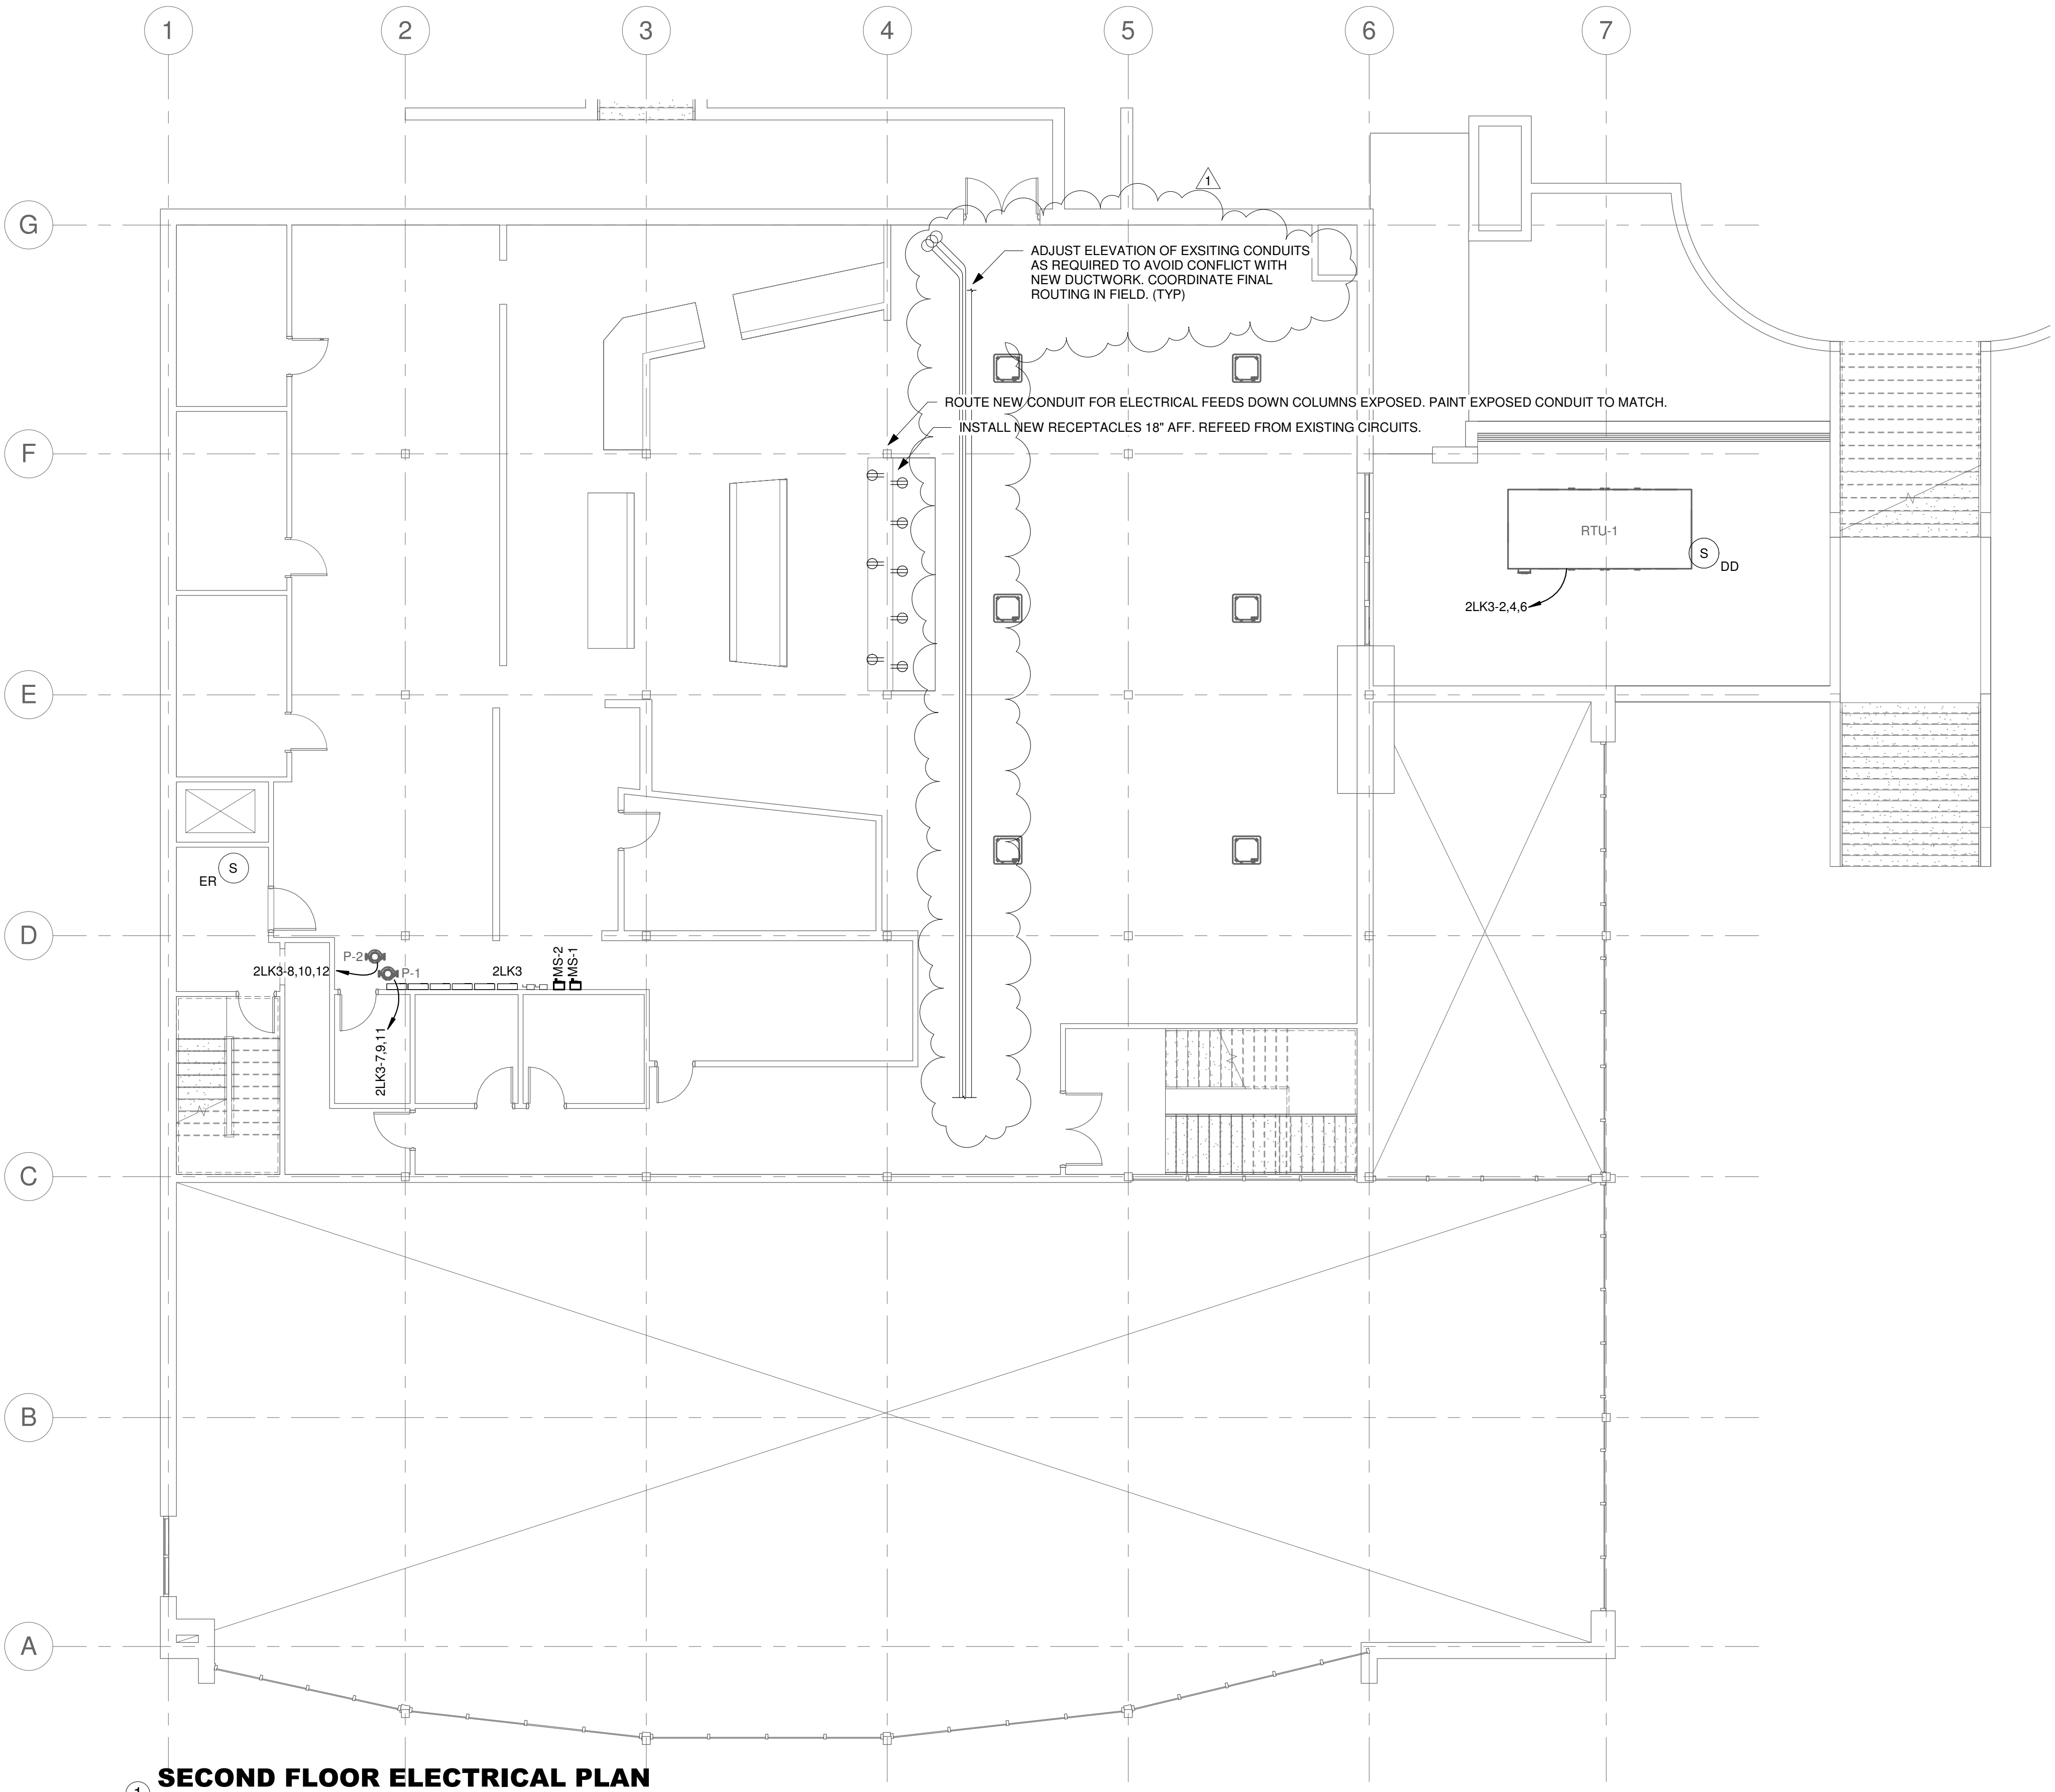 1 2 3 4 5 6 7
1
G
ADJUST ELEVATION OF EXSITING CONDUITS
AS REQUIRED TO AVOID CONFLICT WITH
NEW DUCTWORK. COORDINATE FINAL
ROUTING IN FIELD. (TYP)
ROUTE NEW CONDUIT FOR ELECTRICAL FEEDS DOWN COLUMNS EXPOSED. PAINT EXPOSED CONDUIT TO MATCH.
INSTALL NEW RECEPTACLES 18" AFF. REFEED FROM EXISTING CIRCUITS.
F
RTU-1
S
DD
2LK3-2,4,6
E
S
ER
D
P-2
2LK3-8,10,12
P-1
2LK3
MS-2
MS-1
2LK3-7,9,11
C
B
A
SECOND FLOOR ELECTRICAL PLAN
1